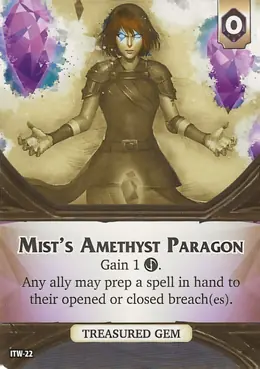 0
MIST'S AMETHYST PARAGON
Gain 1 .
Any ally may prep a spell in hand to
their opened or closed breach(es).
TREASURED GEM
ITW-22